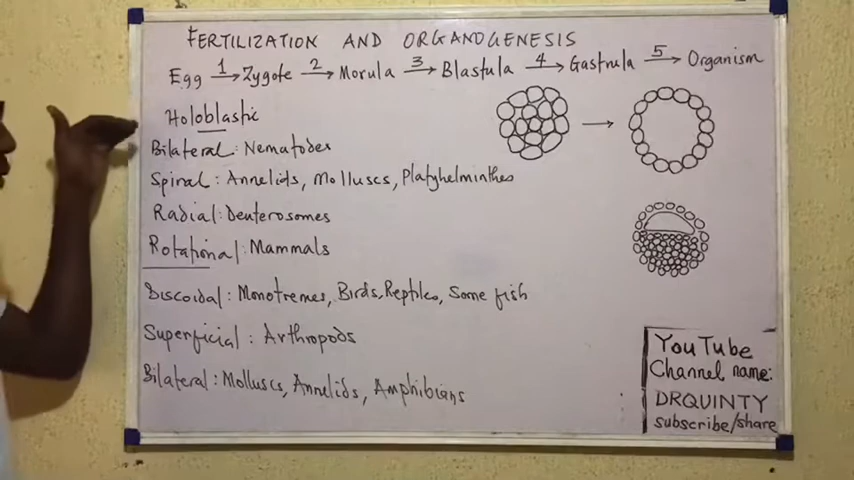 FERTILIZATION AND ORGANOGENESIS
Egg 1→ Zygote 2→ Morula 3→ Blastula 4→ Gastrula 5→ Organism
Holoblastic
Bilateral: Nematodes
Spiral: Annelids, Molluscs, Platyhelminthes
Radial: Deuterosomes
Rotational: Mammals
Discoidal: Monotremes, Birds, Reptiles, Some fish
Superficial: Arthropods
Bilateral: Molluscs, Annelids, Amphibians
YouTube
Channel name:
DRQUINTY
subscribe/share